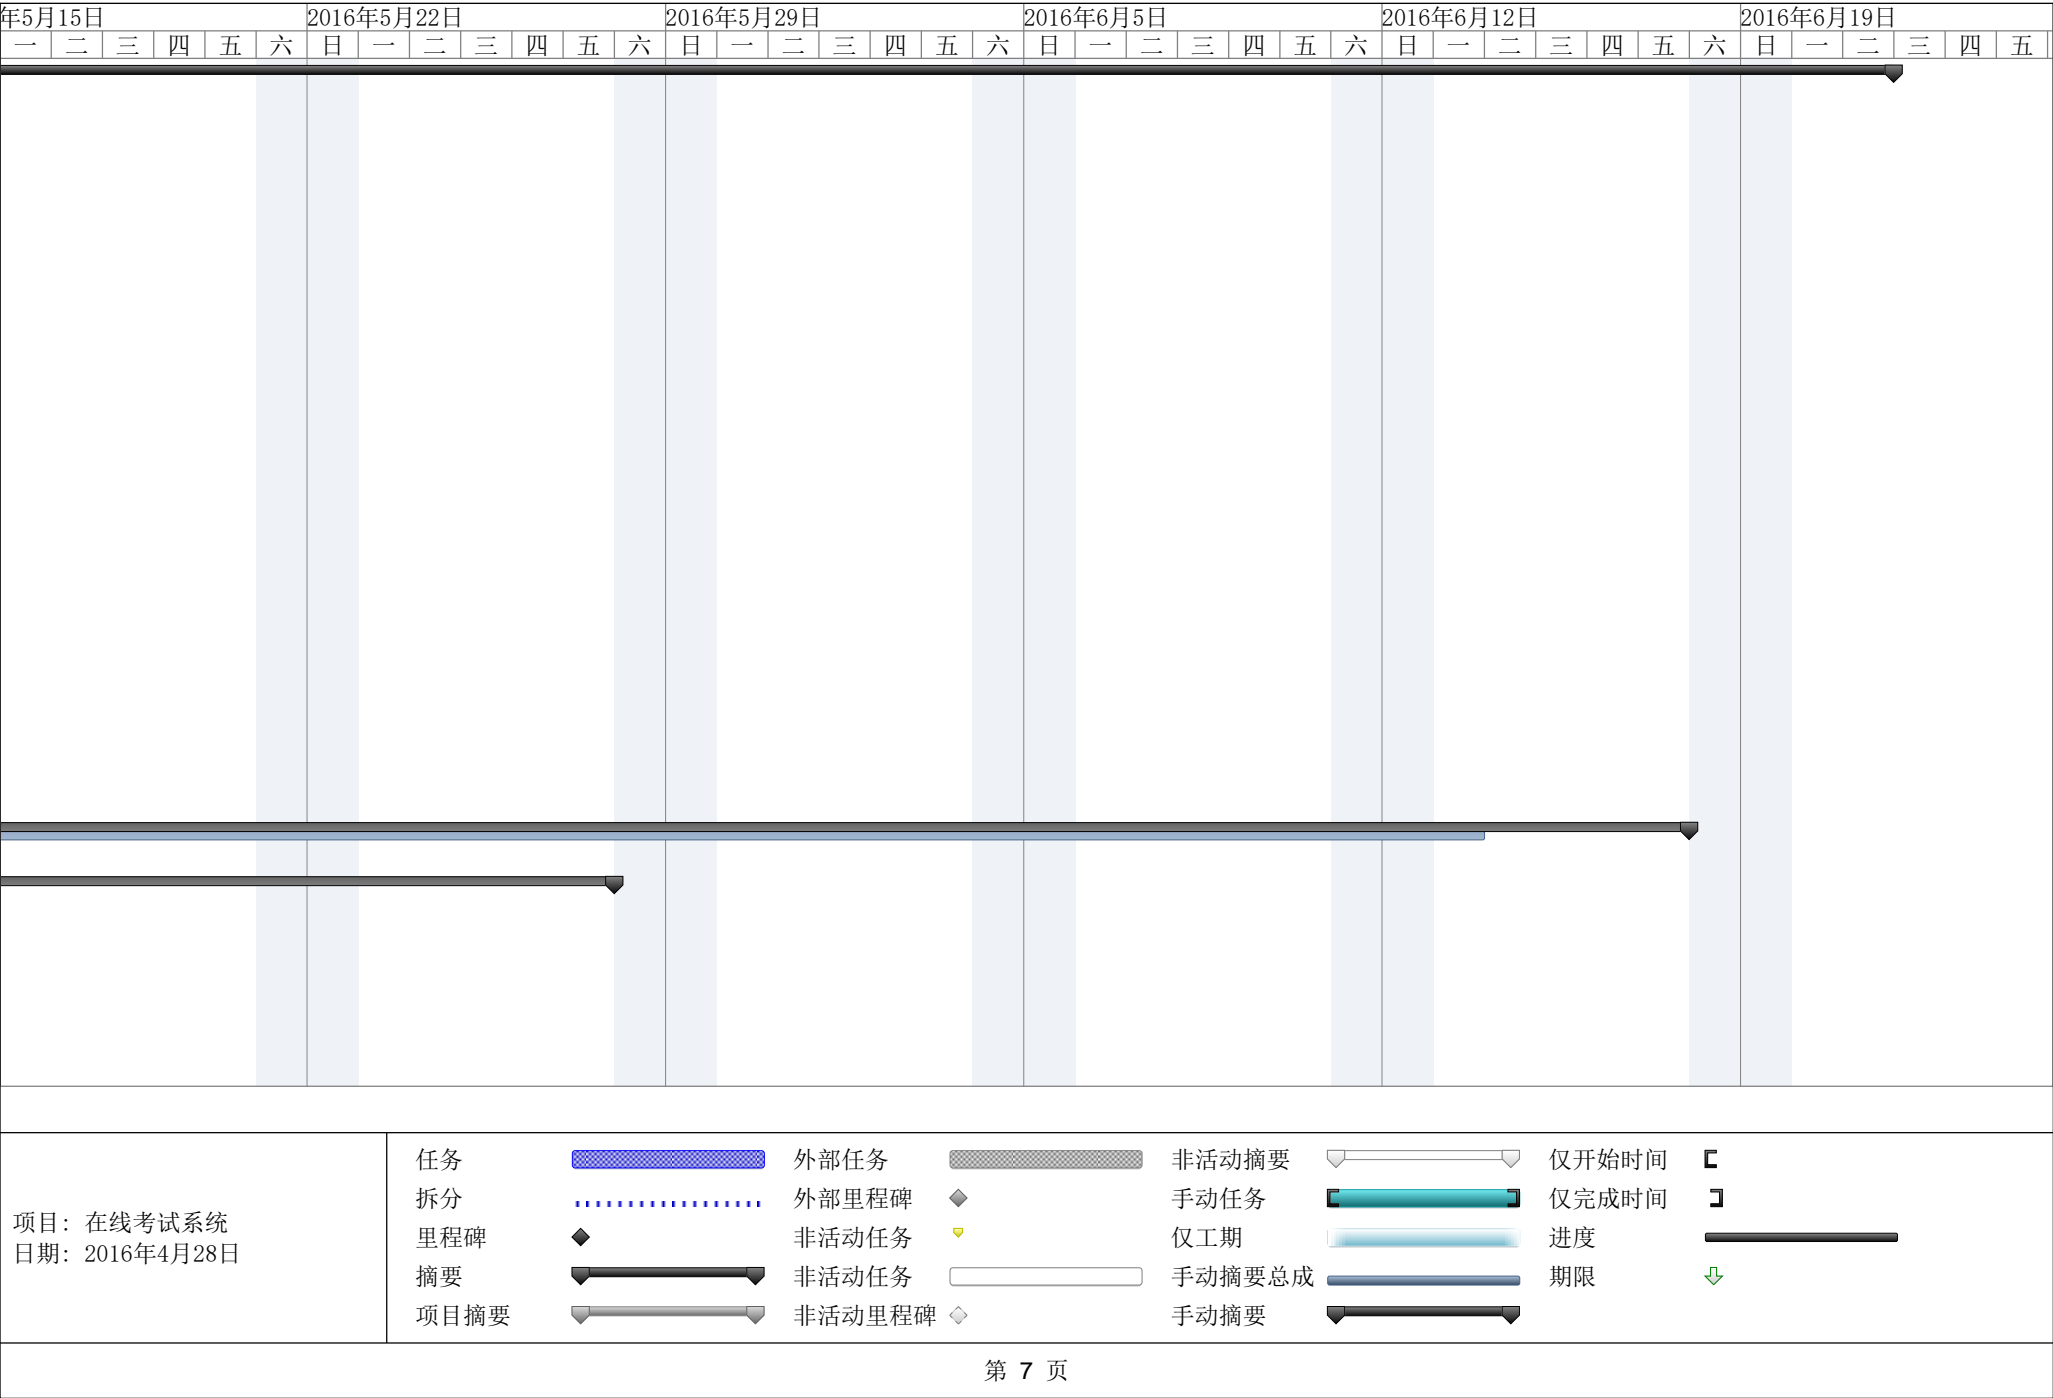 年5月15日 2016年5月22日 2016年5月29日 2016年6月5日 2016年6月12日 2016年6月19日
一 二 三 四 五 六 日 一 二 三 四 五 六 日 一 二 三 四 五 六 日 一 二 三 四 五 六 日 一 二 三 四 五 六 日 一 二 三 四 五
项目: 在线考试系统
日期: 2016年4月28日
任务
拆分
里程碑
摘要
项目摘要
外部任务
外部里程碑
非活动任务
非活动任务
非活动里程碑
非活动摘要
手动任务
仅工期
手动摘要总成
手动摘要
仅开始时间
仅完成时间
进度
期限
第 7 页